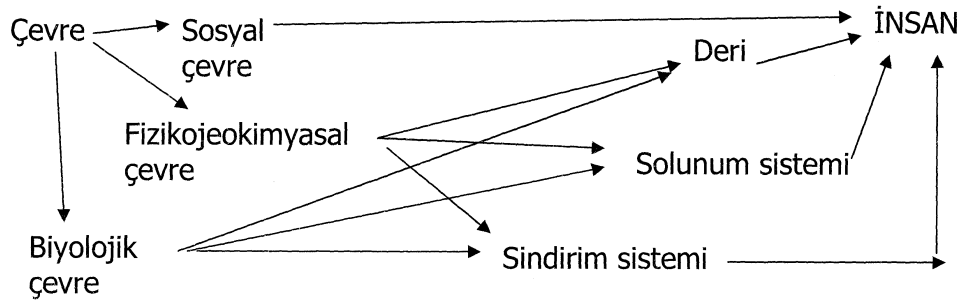 Çevre
Sosyal
çevre
İNSAN
Deri
Fizikojeokimyasal
çevre
Solunum sistemi
Biyolojik
çevre
Sindirim sistemi